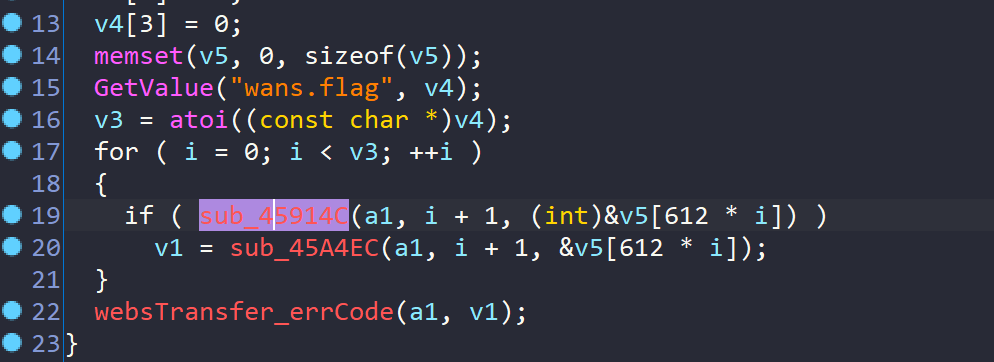 13 v4[3] = 0;
14 memset(v5, 0, sizeof(v5));
15 GetValue("wans.flag", v4);
16 v3 = atoi((const char *)v4);
17 for ( i = 0; i < v3; ++i )
18 {
19 if ( sub_45914C(a1, i + 1, (int)&v5[612 * i]) )
20 v1 = sub_45A4EC(a1, i + 1, &v5[612 * i]);
21 }
22 websTransfer_errCode(a1, v1);
23 }